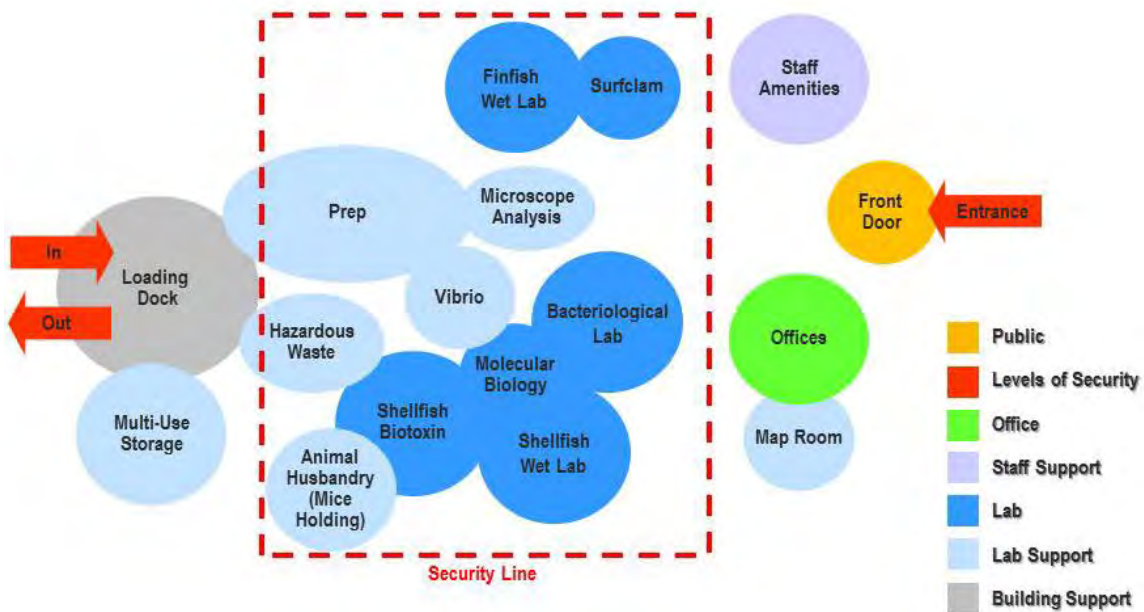 Finfish
Wet Lab
Surfclam
Staff
Amenities
Prep
Microscope
Analysis
Front
Door
Entrance
In
Loading
Dock
Out
Vibrio
Hazardous
Waste
Bacteriological
Lab
Offices
Molecular
Biology
Multi-Use
Storage
Shellfish
Biotoxin
Shellfish
Wet Lab
Map Room
Animal
Husbandry
(Mice
Holding)
Security Line
Public
Levels of Security
Office
Staff Support
Lab
Lab Support
Building Support